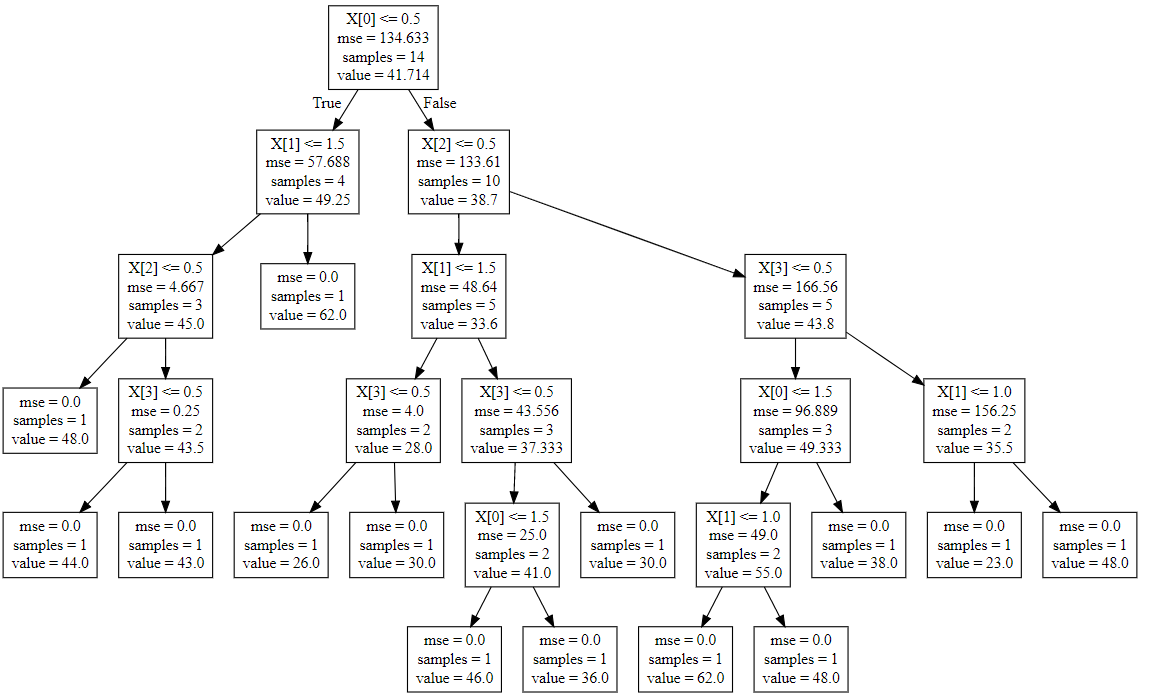 X[0] <= 0.5
mse = 134.633
samples = 14
value = 41.714
True
False
X[1] <= 1.5
mse = 57.688
samples = 4
value = 49.25
X[2] <= 0.5
mse = 133.61
samples = 10
value = 38.7
X[2] <= 0.5
mse = 4.667
samples = 3
value = 45.0
mse = 0.0
samples = 1
value = 62.0
X[1] <= 1.5
mse = 48.64
samples = 5
value = 33.6
X[3] <= 0.5
mse = 166.56
samples = 5
value = 43.8
mse = 0.0
samples = 1
value = 48.0
X[3] <= 0.5
mse = 0.25
samples = 2
value = 43.5
X[3] <= 0.5
mse = 4.0
samples = 2
value = 28.0
X[3] <= 0.5
mse = 43.556
samples = 3
value = 37.333
X[0] <= 1.5
mse = 96.889
samples = 3
value = 49.333
X[1] <= 1.0
mse = 156.25
samples = 2
value = 35.5
mse = 0.0
samples = 1
value = 44.0
mse = 0.0
samples = 1
value = 43.0
mse = 0.0
samples = 1
value = 26.0
mse = 0.0
samples = 1
value = 30.0
X[0] <= 1.5
mse = 25.0
samples = 2
value = 41.0
mse = 0.0
samples = 1
value = 30.0
X[1] <= 1.0
mse = 49.0
samples = 2
value = 55.0
mse = 0.0
samples = 1
value = 38.0
mse = 0.0
samples = 1
value = 23.0
mse = 0.0
samples = 1
value = 48.0
mse = 0.0
samples = 1
value = 46.0
mse = 0.0
samples = 1
value = 36.0
mse = 0.0
samples = 1
value = 62.0
mse = 0.0
samples = 1
value = 48.0